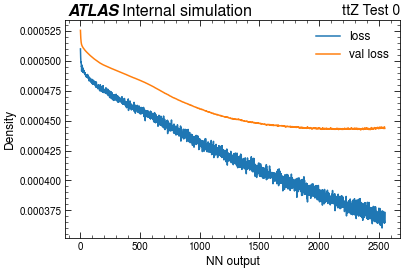 ATLAS Internal simulation
ttZ Test 0
loss
val loss
0.000525
0.000500
0.000475
0.000450
0.000425
0.000400
0.000375
Density
0
500
1000
1500
2000
2500
NN output